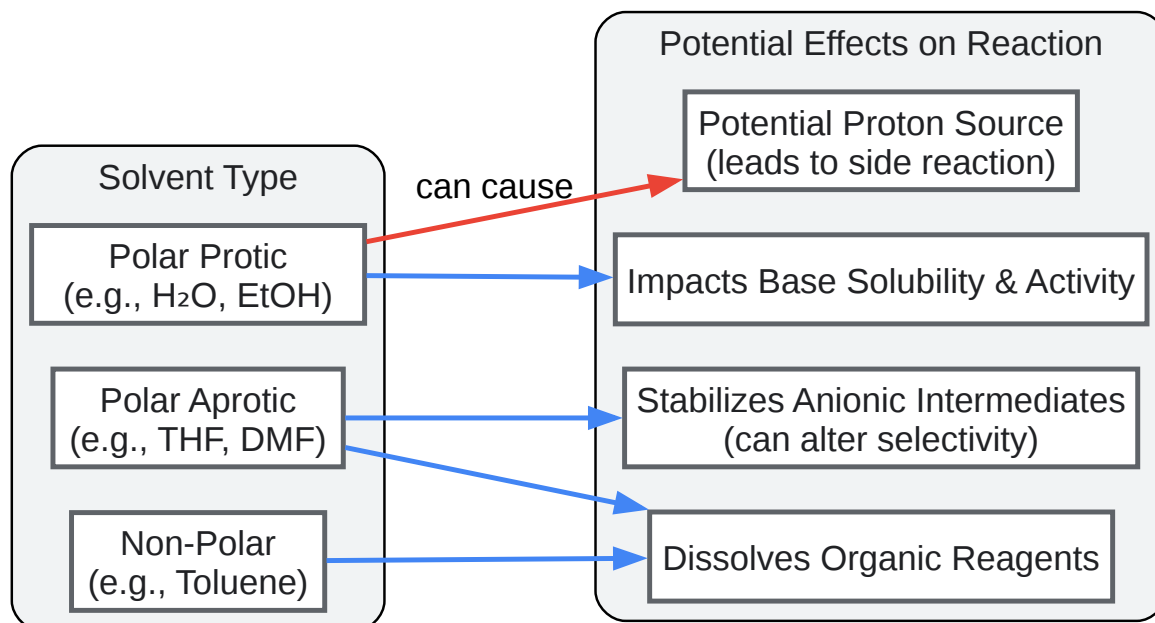 Solvent Type
Polar Protic
(e.g., H₂O, EtOH)
Polar Aprotic
(e.g., THF, DMF)
Non-Polar
(e.g., Toluene)
can cause
Potential Effects on Reaction
Potential Proton Source
(leads to side reaction)
Impacts Base Solubility & Activity
Stabilizes Anionic Intermediates
(can alter selectivity)
Dissolves Organic Reagents